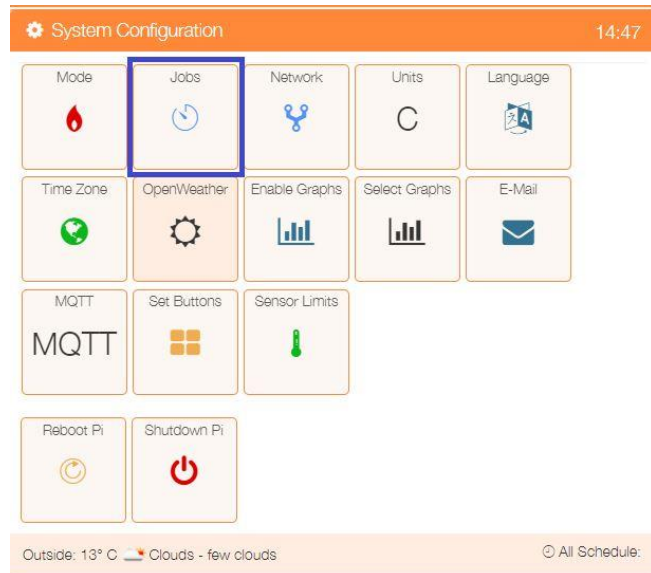 System Configuration 14:47
Mode Jobs Network Units Language
C A
Time Zone OpenWeather Enable Graphs Select Graphs E-Mail
MQTT Set Buttons Sensor Limits
MQTT
Reboot Pi Shutdown Pi
Outside: 13° C Clouds - few clouds All Schedule: